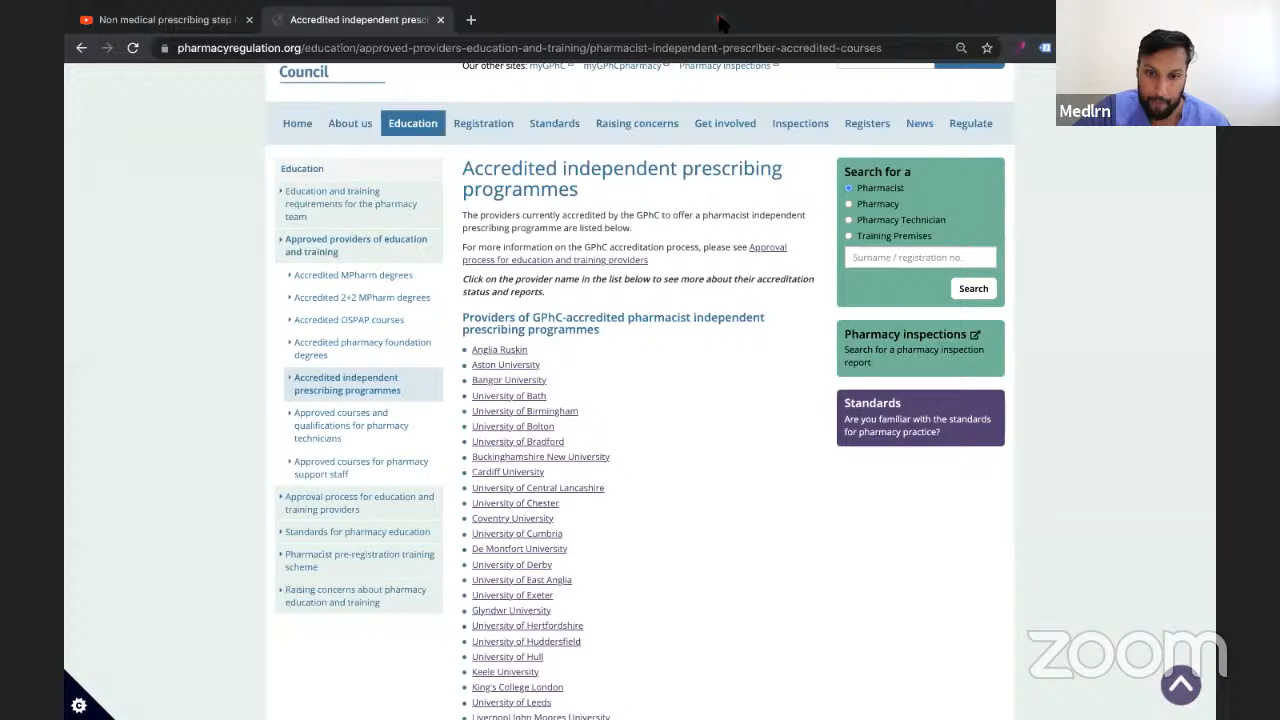 Non medical prescribing step
Accredited independent presc
pharmacyregulation.org/education/approved-providers-education-and-training/pharmacist-independent-prescriber-accredited-courses
Medlrn
Council
Our other sites: myGPhC myGPhCpharmacy Pharmacy inspections
Home About us Education Registration Standards Raising concerns Get involved Inspections Registers News Regulate
Education
Education and training
requirements for the pharmacy
team
Approved providers of education
and training
Accredited MPharm degrees
Accredited 2+2 MPharm degrees
Accredited OSPAP courses
Accredited pharmacy foundation
degrees
Accredited independent
prescribing programmes
Approved courses and
qualifications for pharmacy
technicians
Approved courses for pharmacy
support staff
Approval process for education and
training providers
Standards for pharmacy education
Pharmacist pre-registration training
scheme
Raising concerns about pharmacy
education and training
Accredited independent prescribing
programmes
The providers currently accredited by the GPhC to offer a pharmacist independent
prescribing programme are listed below.
For more information on the GPhC accreditation process, please see Approval
process for education and training providers
Click on the provider name in the list below to see more about their accreditation
status and reports.
Providers of GPhC-accredited pharmacist independent
prescribing programmes
Anglia Ruskin
Aston University
Bangor University
University of Bath
University of Birmingham
University of Bolton
University of Bradford
Buckinghamshire New University
Cardiff University
University of Central Lancashire
University of Chester
Coventry University
University of Cumbria
De Montfort University
University of Derby
University of East Anglia
University of Exeter
Glyndwr University
University of Hertfordshire
University of Huddersfield
University of Hull
Keele University
King's College London
University of Leeds
Liverpool John Moores University
Search for a
Pharmacist
Pharmacy
Pharmacy Technician
Training Premises
Surname / registration no.
Search
Pharmacy inspections
Search for a pharmacy inspection
report
Standards
Are you familiar with the standards
for pharmacy practice?
zoom